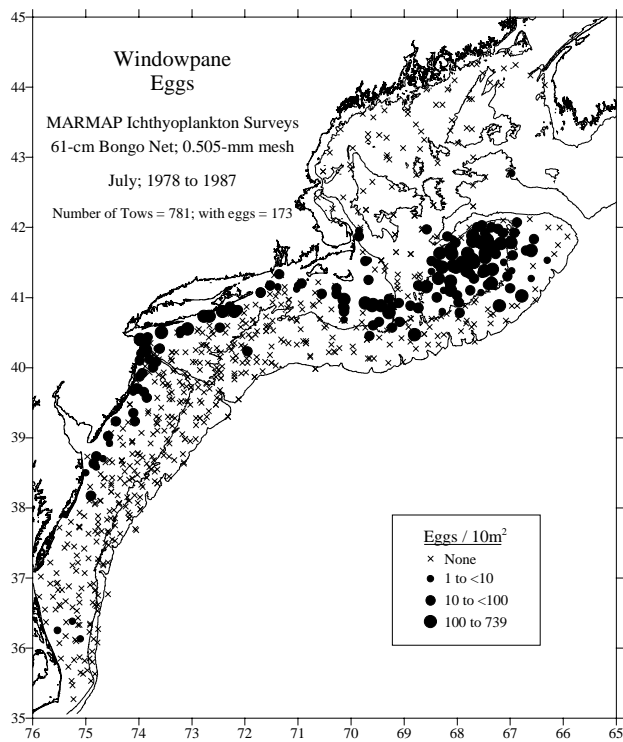 Windowpane
Eggs
MARMAP Ichthyoplankton Surveys
61-cm Bongo Net; 0.505-mm mesh
July; 1978 to 1987
Number of Tows = 781; with eggs = 173
45
44
43
42
41
40
39
38
37
36
35
Eggs / 10m²
None
1 to <10
10 to <100
100 to 739
76 75 74 73 72 71 70 69 68 67 66 65